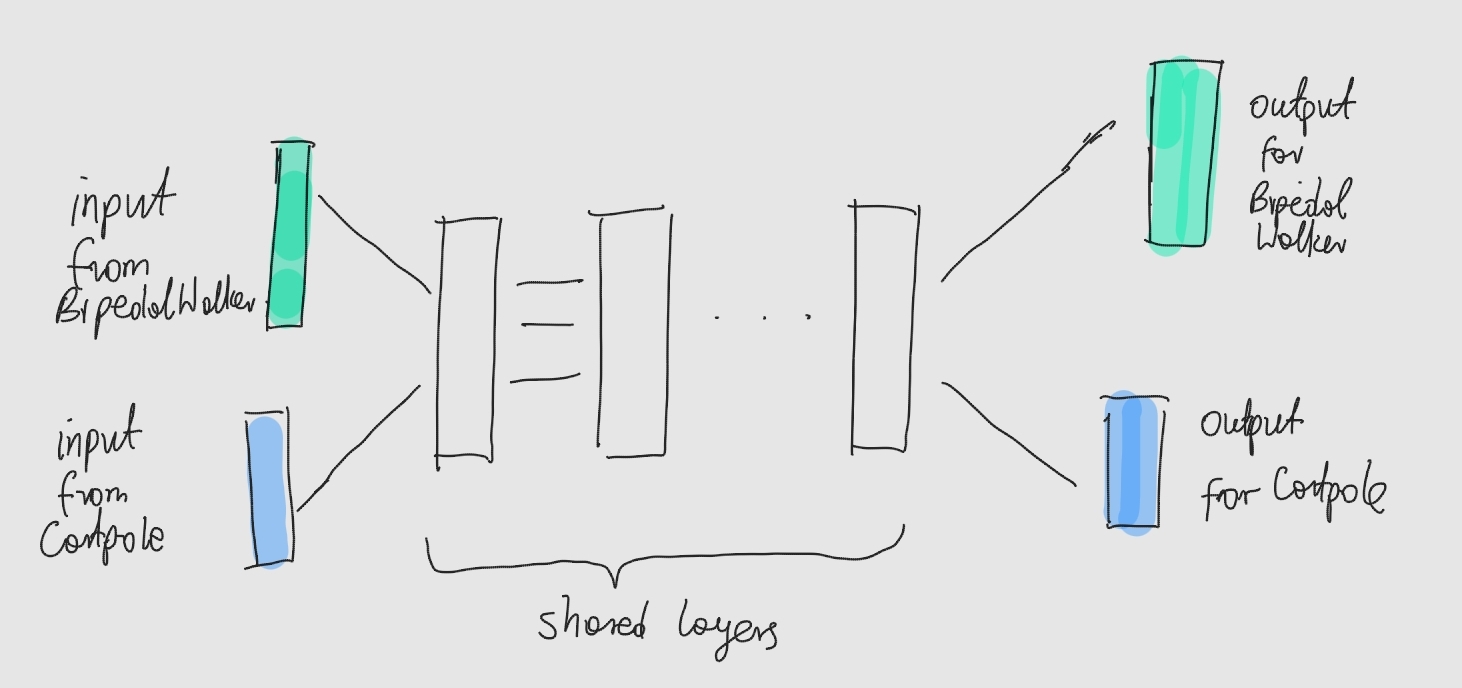 input
from
BipedalWalker
input
from
Cartpole
shared layers
output
for
Bipedal
Walker
output
for Cartpole